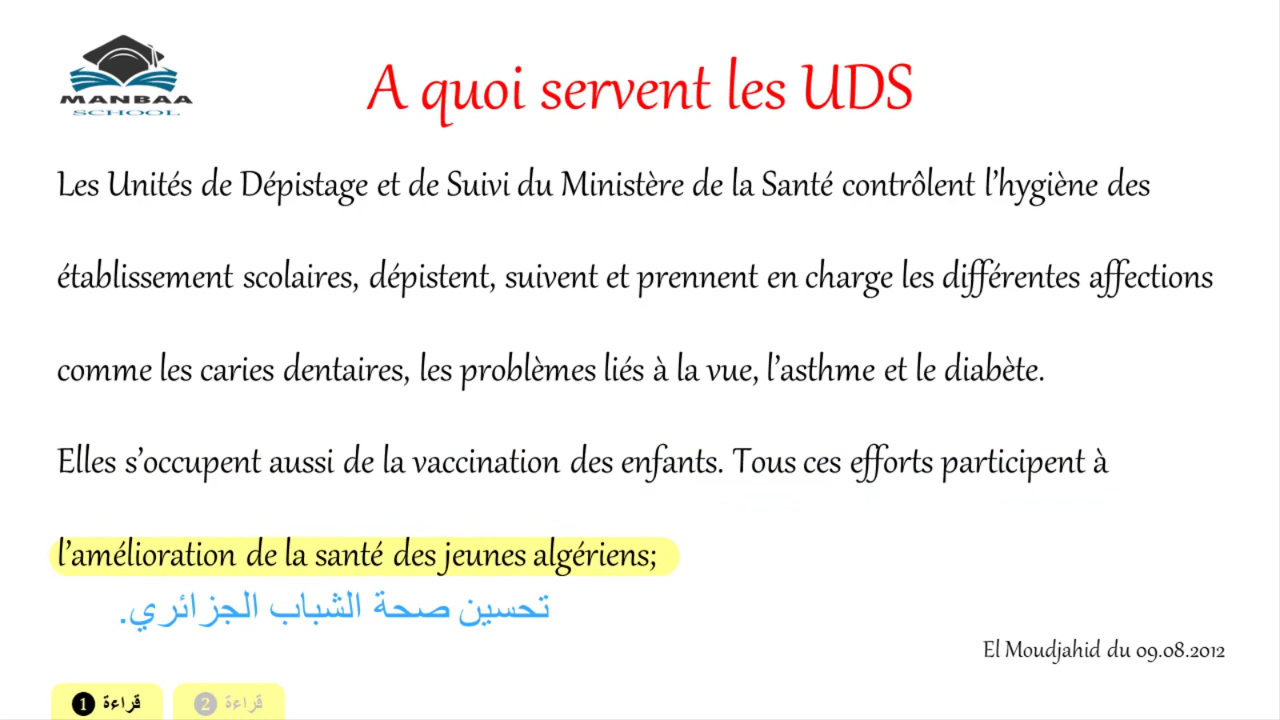 MANBAA
SCHOOL
A quoi servent les UDS
Les Unités de Dépistage et de Suivi du Ministère de la Santé contrôlent l’hygiène des
établissement scolaires, dépistent, suivent et prennent en charge les différentes affections
comme les caries dentaires, les problèmes liés à la vue, l’asthme et le diabète.
Elles s’occupent aussi de la vaccination des enfants. Tous ces efforts participent à
l’amélioration de la santé des jeunes algériens;
تحسين صحة الشباب الجزائري.
El Moudjahid du 09.08.2012
1 قراءة
2 قراءة